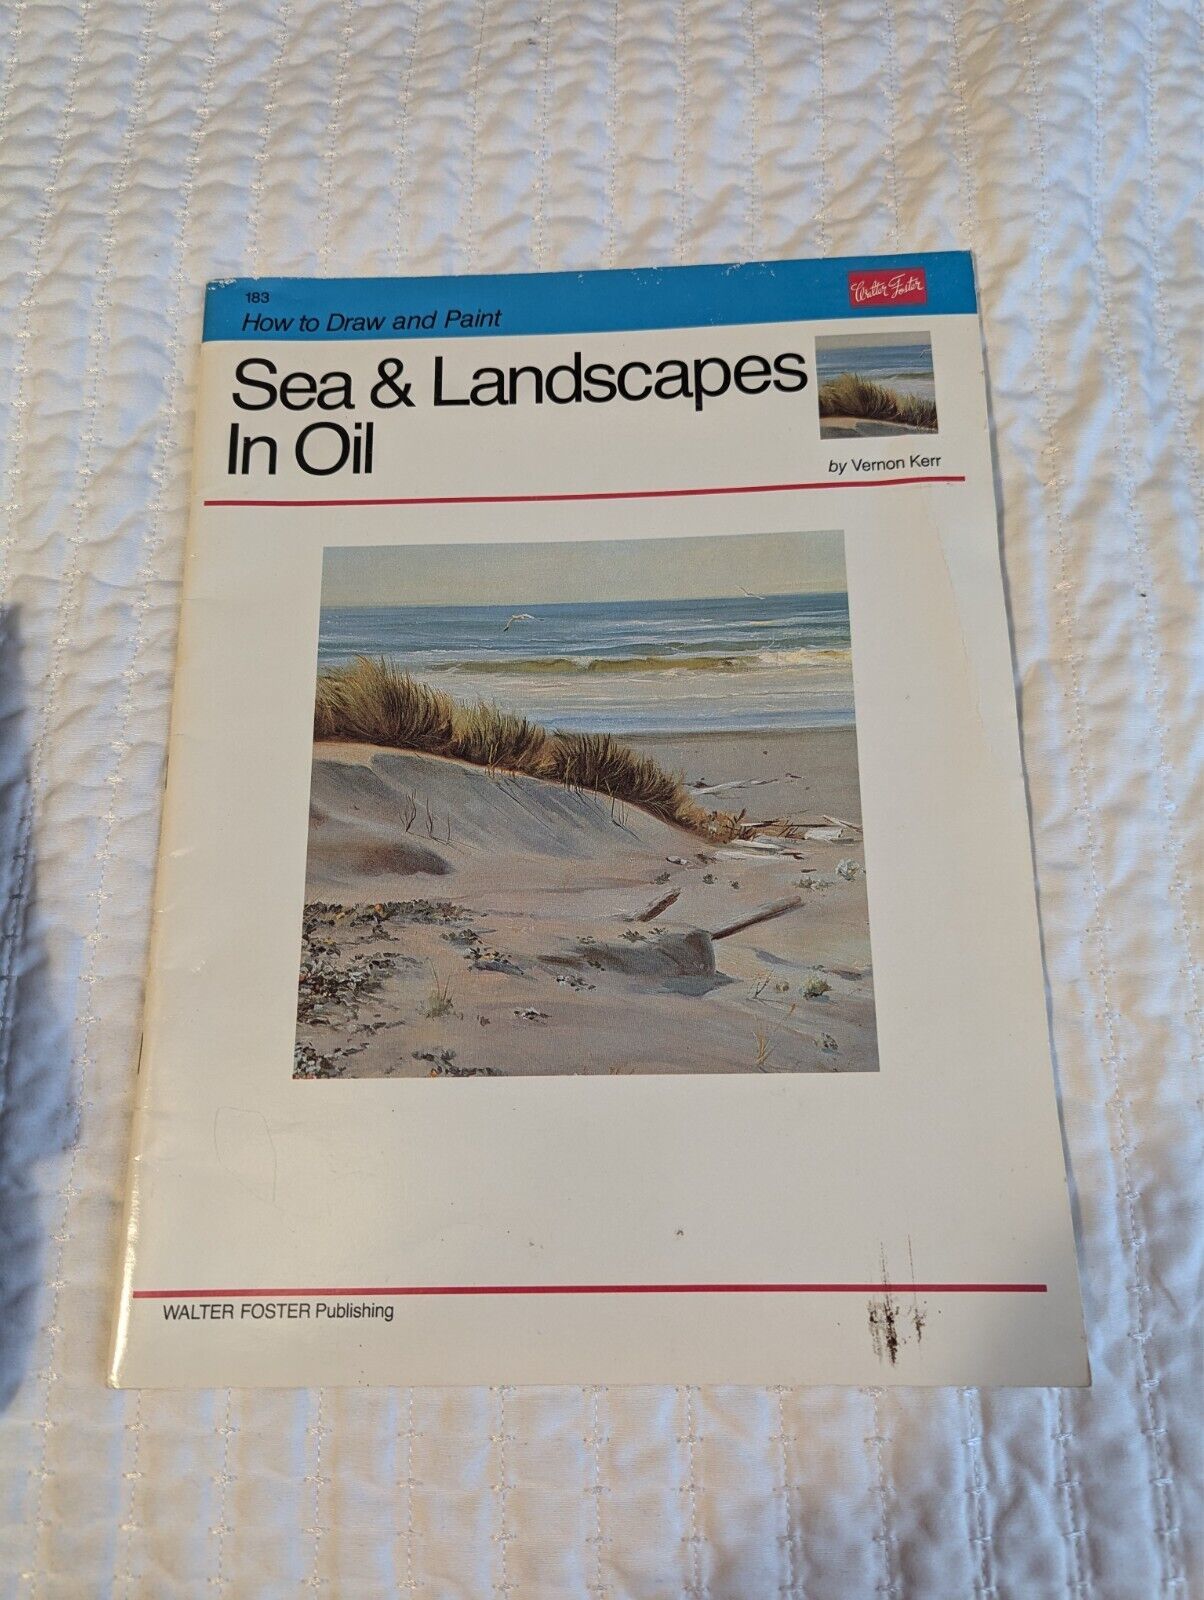 183
How to Draw and Paint
Walter Foster
Sea & Landscapes
In Oil
by Vernon Kerr
WALTER FOSTER Publishing